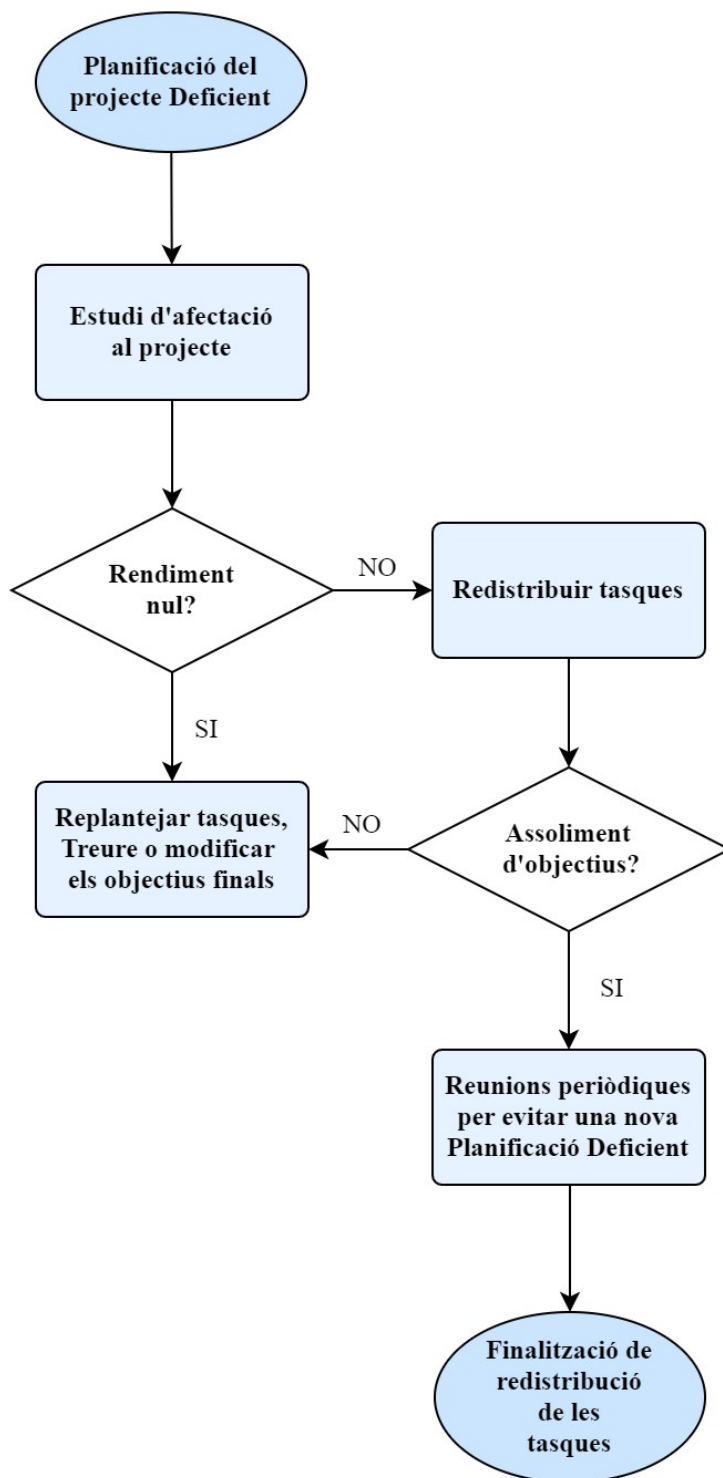 Planificació del
projecte Deficient
Estudi d'afectació
al projecte
Rendiment
nul?
NO
Redistribuir tasques
SI
Replantejar tasques,
Treure o modificar
els objectius finals
NO
Assoliment
d'objectius?
SI
Reunions periòdiques
per evitar una nova
Planificació Deficient
Finalització de
redistribució
de les
tasques